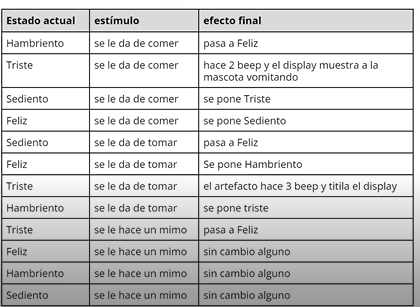 Estado actual estímulo efecto final
Hambriento se le da de comer pasa a Feliz
Triste se le da de comer hace 2 beep y el display muestra a la
mascota vomitando
Sediento se le da de comer se pone Triste
Feliz se le da de comer se pone Sediento
Sediento se le da de tomar pasa a Feliz
Feliz se le da de tomar Se pone Hambriento
Triste se le da de tomar el artefacto hace 3 beep y titila el display
Hambriento se le da de tomar se pone triste
Triste se le hace un mimo pasa a Feliz
Feliz se le hace un mimo sin cambio alguno
Hambriento se le hace un mimo sin cambio alguno
Sediento se le hace un mimo sin cambio alguno